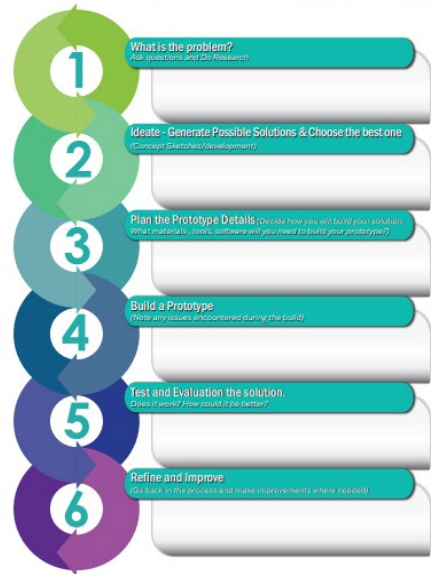 1
What is the problem?
Ask questions and Do Research
2
Ideate - Generate Possible Solutions & Choose the best one
(Concept Sketches/development)
3
Plan the Prototype Details (Decide how you will build your solution.
What materials, tools, software will you need to build your prototype?)
4
Build a Prototype
(Note any issues encountered during the build)
5
Test and Evaluation the solution.
Does it work? How could it be better?
6
Refine and Improve
(Go back in the process and make improvements where needed)